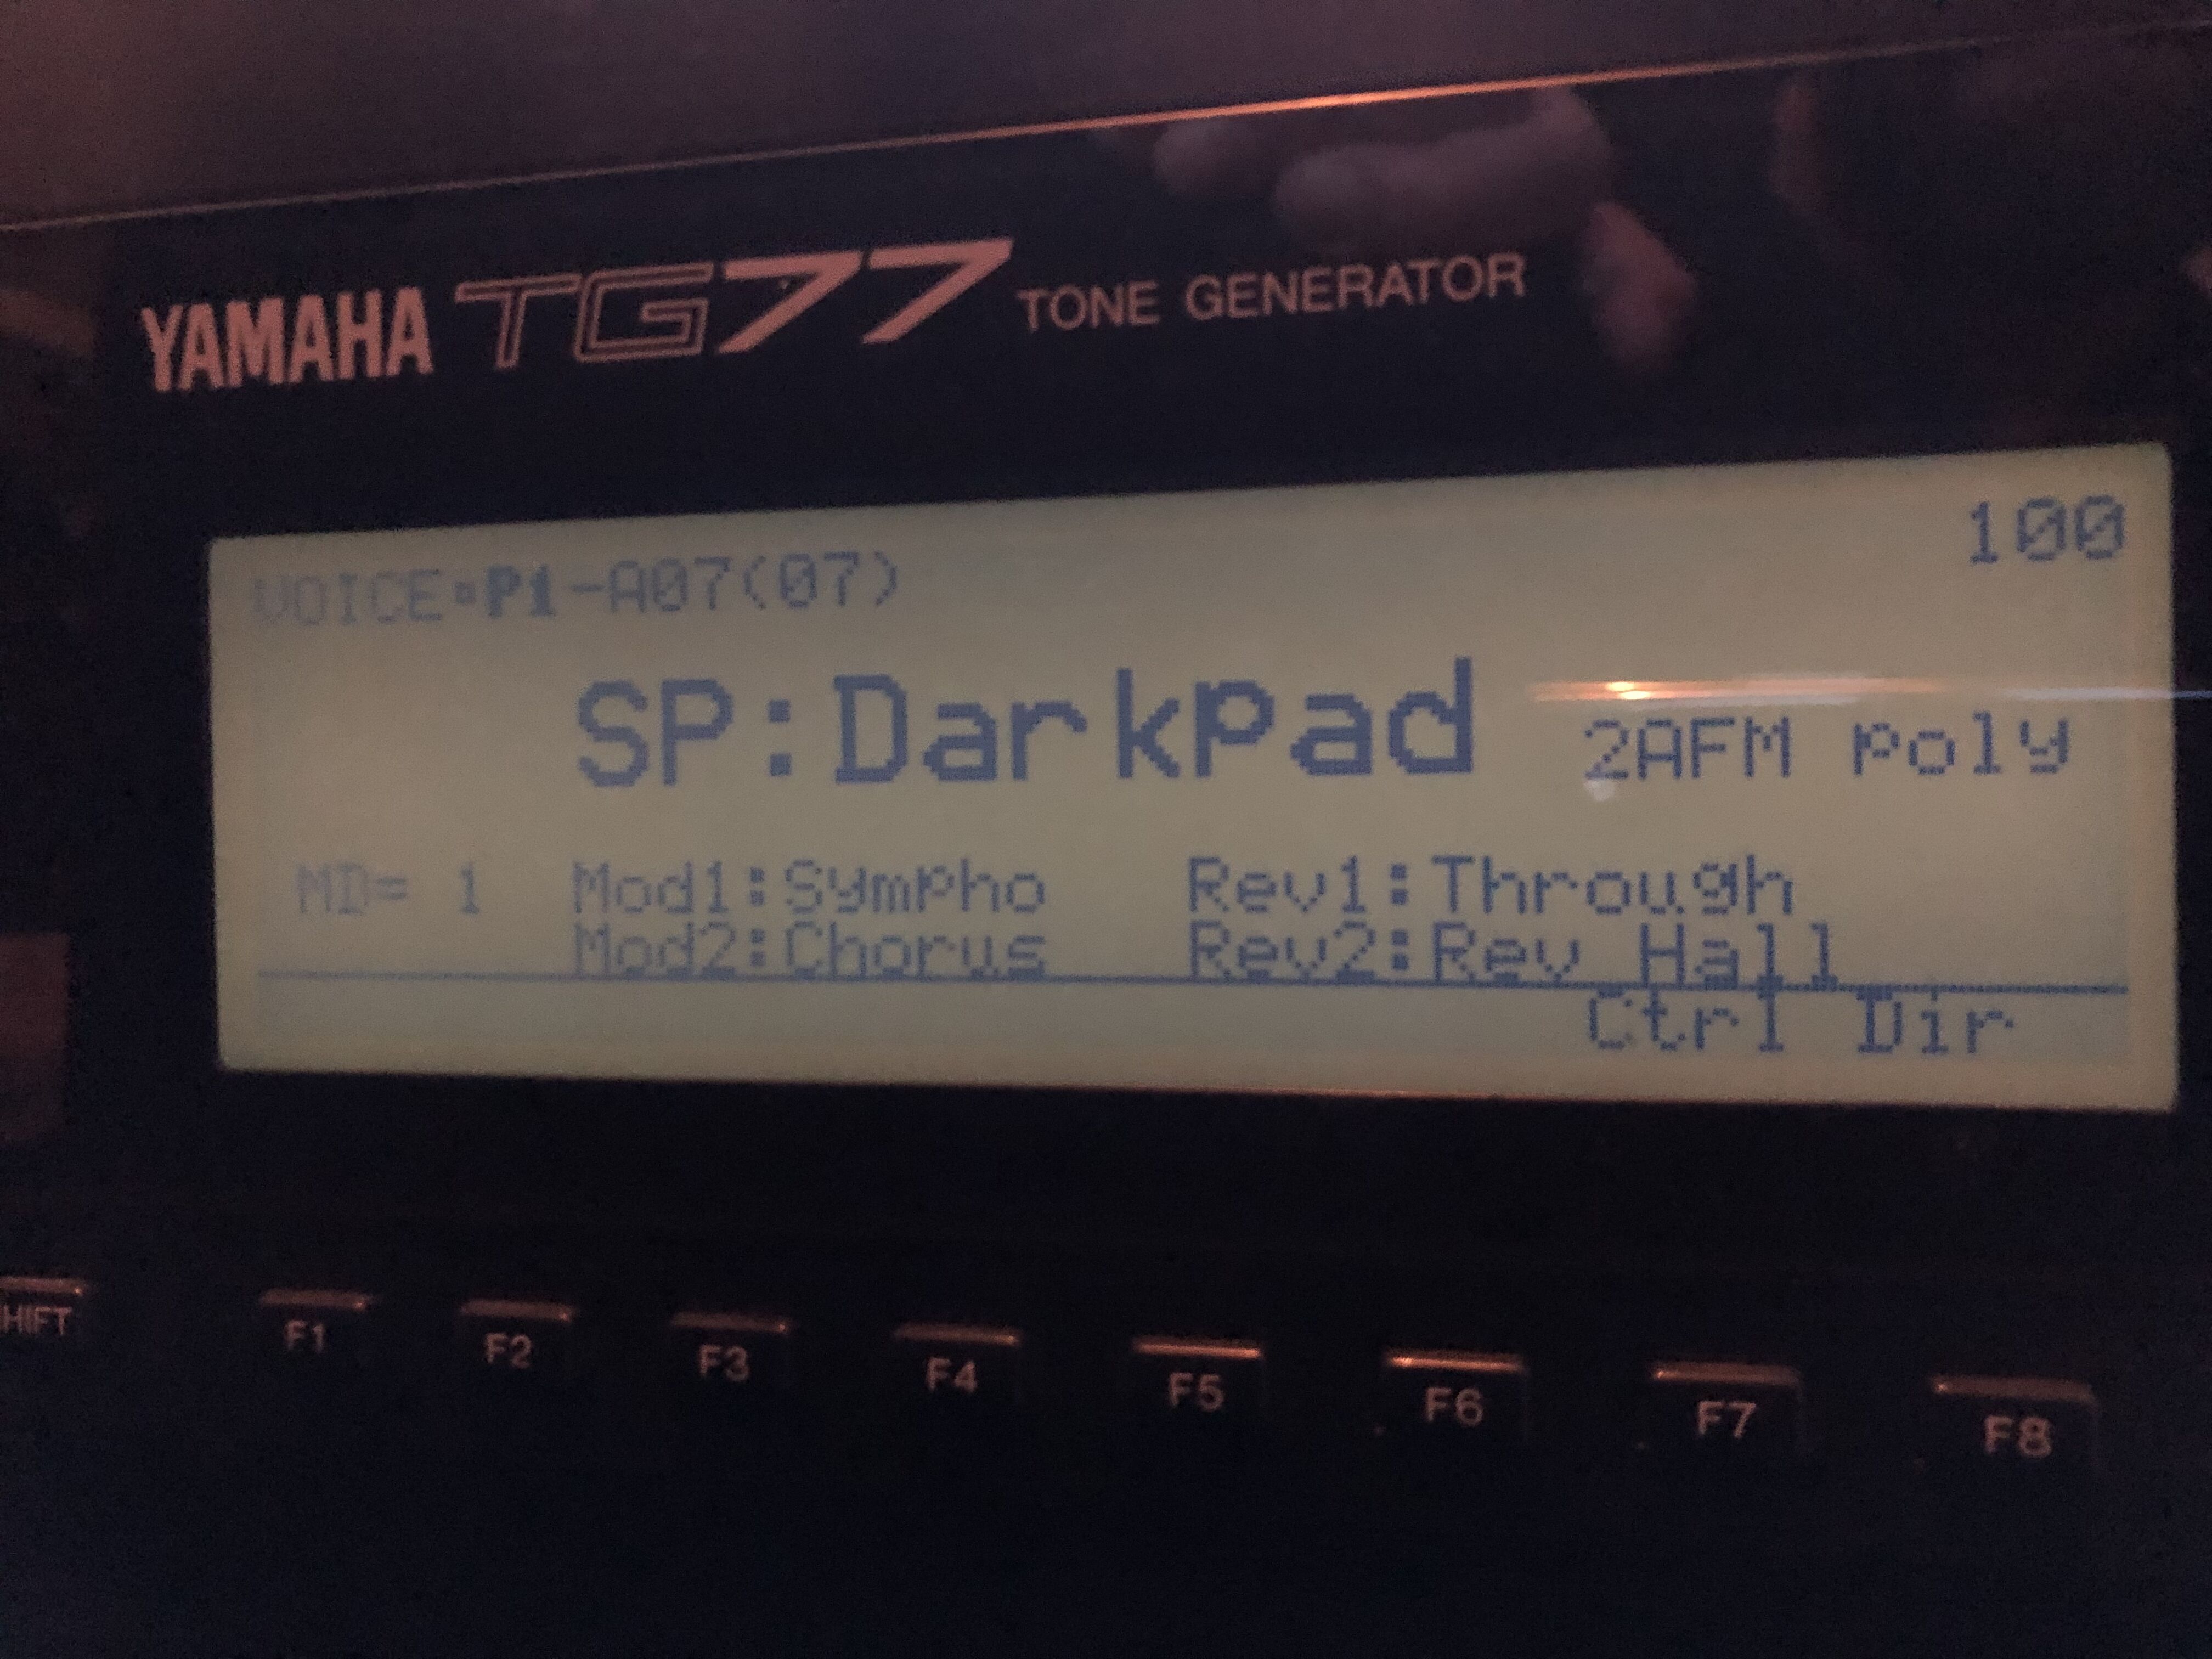 YAMAHA TG77 TONE GENERATOR
100
VOICE▫P1-A07(07)
SP:Darkpad 2AFM poly
MD= 1 Mod1:Sympho Rev1:Through
Mod2:Chorus Rev2:Rev Hall
Ctrl Dir
HIFT F1 F2 F3 F4 F5 F6 F7 F8